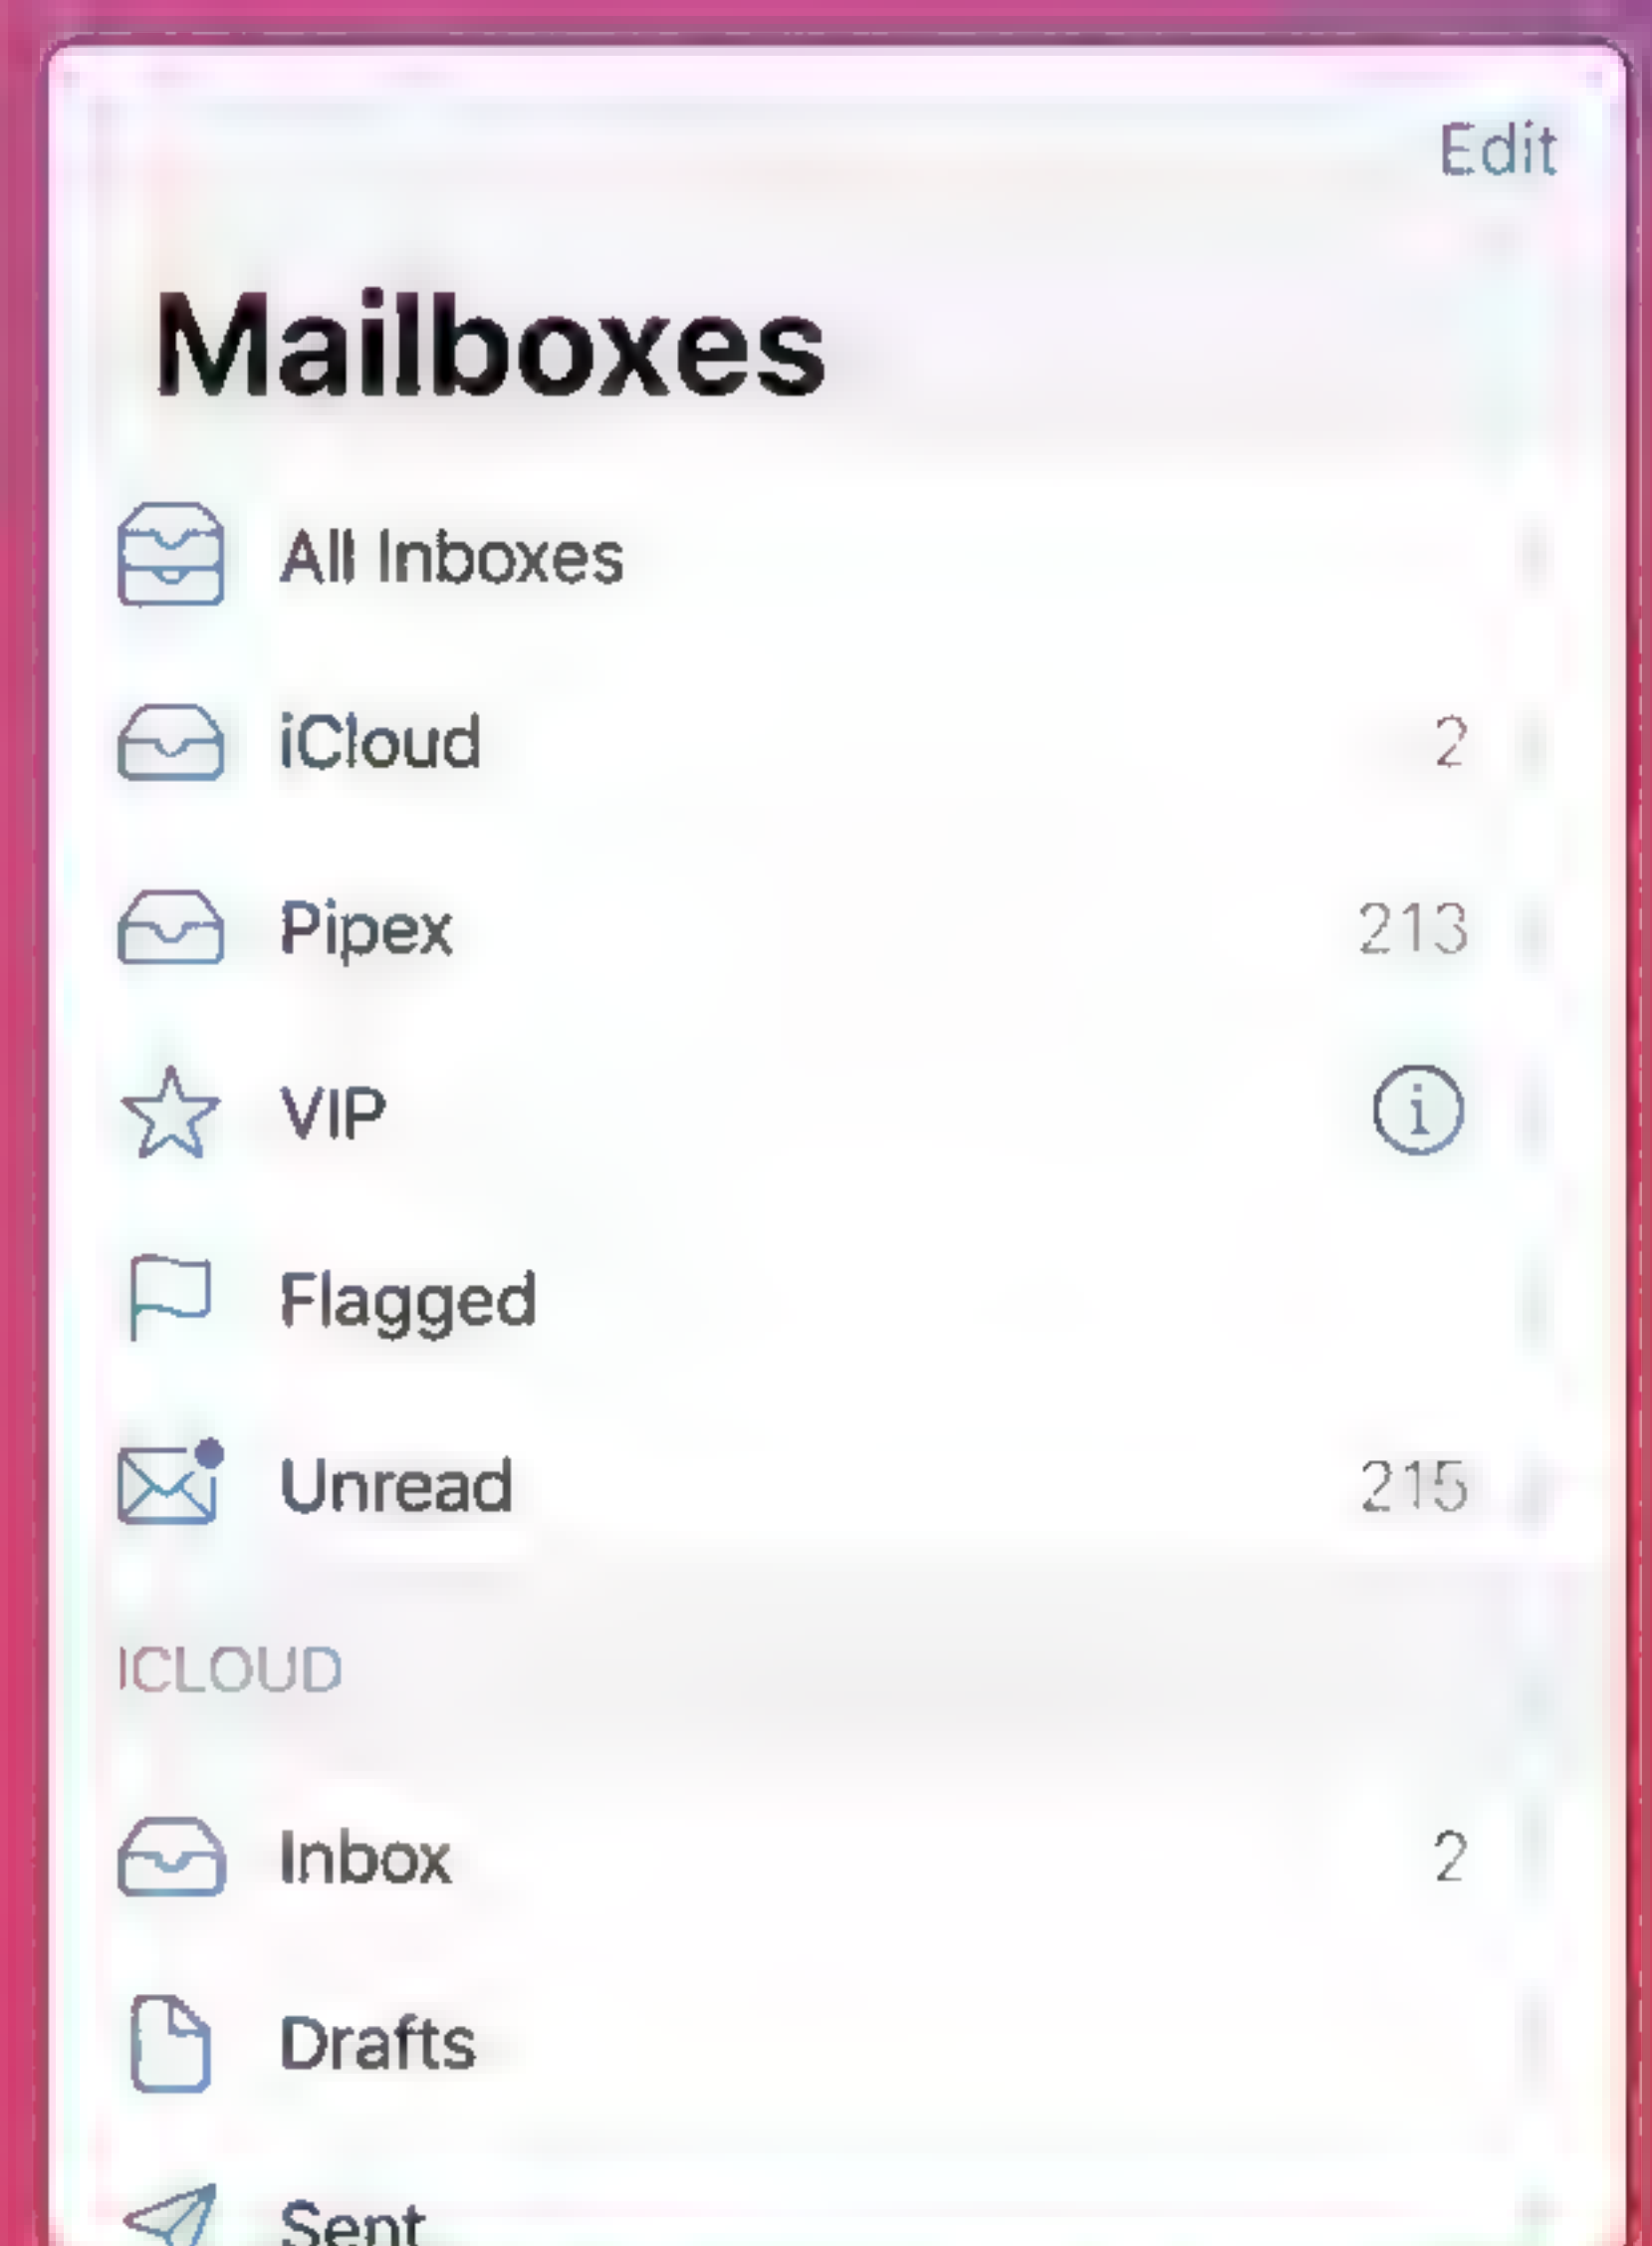 Edit
Mailboxes
All Inboxes
iCloud 2
Pipex 213
VIP
Flagged
Unread 215
ICLOUD
Inbox 2
Drafts
Sent